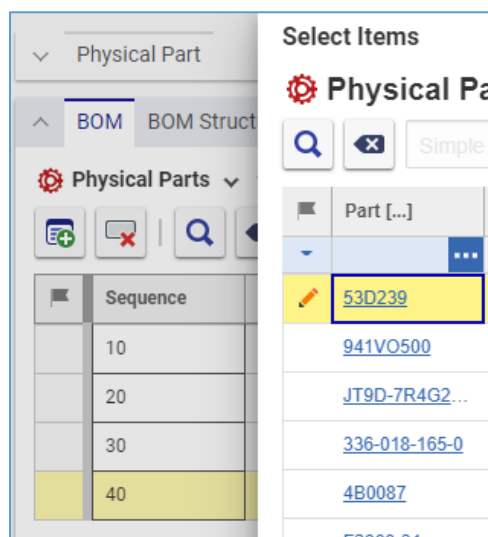 Physical Part
BOM BOM Struct
Physical Parts
Sequence
10
20
30
40
Select Items
Physical Pa
Simple
Part [...]
53D239
941VO500
JT9D-7R4G2...
336-018-165-0
4B0087